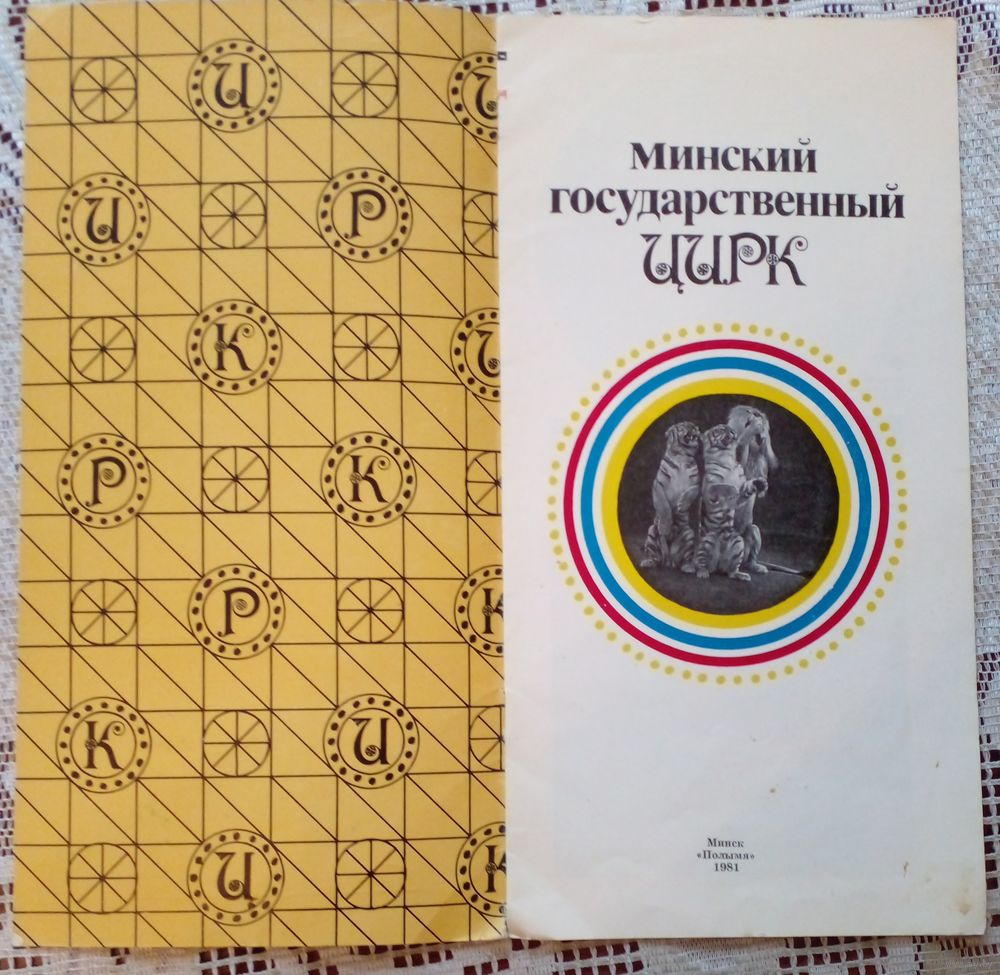 И
И Р
К
Р К
Р К
К И
Ц К
Минский
государственный
ЦИРК
Минск
«Полымя»
1981